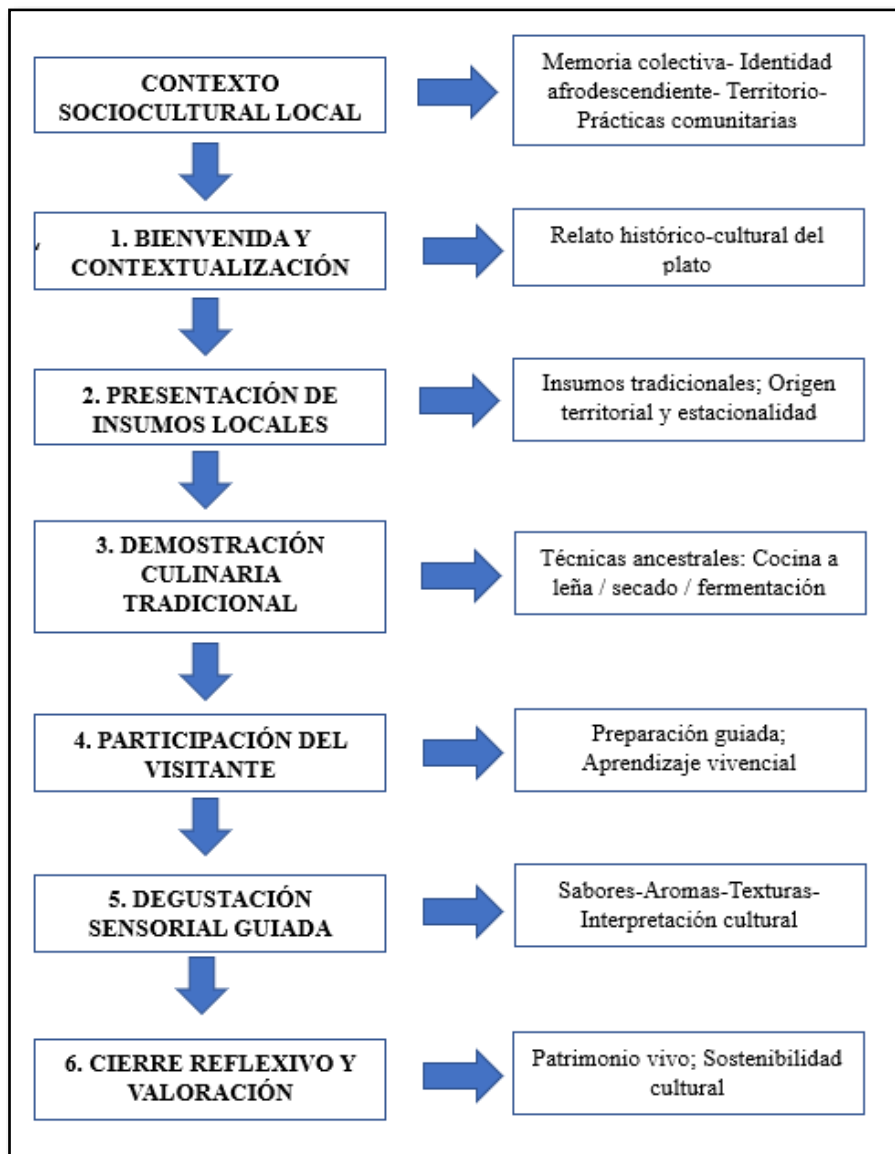 CONTEXTO
SOCIOCULTURAL LOCAL
Memoria colectiva- Identidad
afrodescendiente- Territorio-
Prácticas comunitarias
1. BIENVENIDA Y
CONTEXTUALIZACIÓN
Relato histórico-cultural del
plato
2. PRESENTACIÓN DE
INSUMOS LOCALES
Insumos tradicionales; Origen
territorial y estacionalidad
3. DEMOSTRACIÓN
CULINARIA
TRADICIONAL
Técnicas ancestrales: Cocina a
leña / secado / fermentación
4. PARTICIPACIÓN DEL
VISITANTE
Preparación guiada;
Aprendizaje vivencial
5. DEGUSTACIÓN
SENSORIAL GUIADA
Sabores-Aromas-Texturas-
Interpretación cultural
6. CIERRE REFLEXIVO Y
VALORACIÓN
Patrimonio vivo; Sostenibilidad
cultural